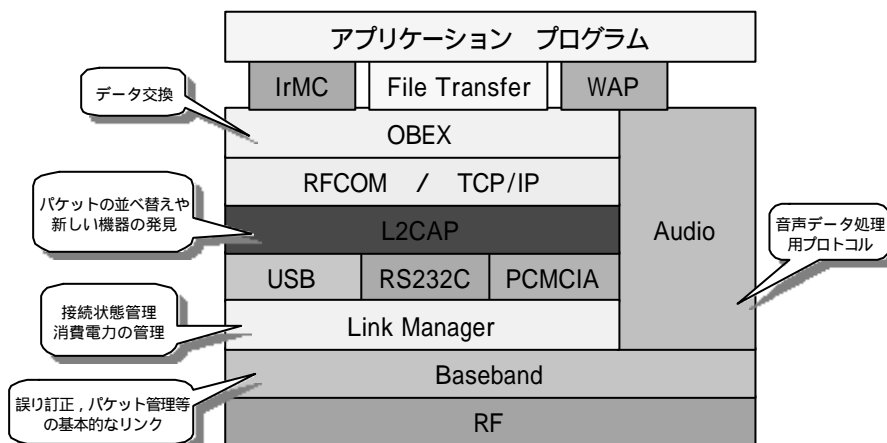 アプリケーション プログラム
IrMC File Transfer WAP
データ交換
OBEX
RFCOM / TCP/IP
パケットの並べ替えや
新しい機器の発見
L2CAP
Audio
音声データ処理
用プロトコル
USB RS232C PCMCIA
接続状態管理
消費電力の管理
Link Manager
Baseband
誤り訂正，パケット管理等
の基本的なリンク
RF